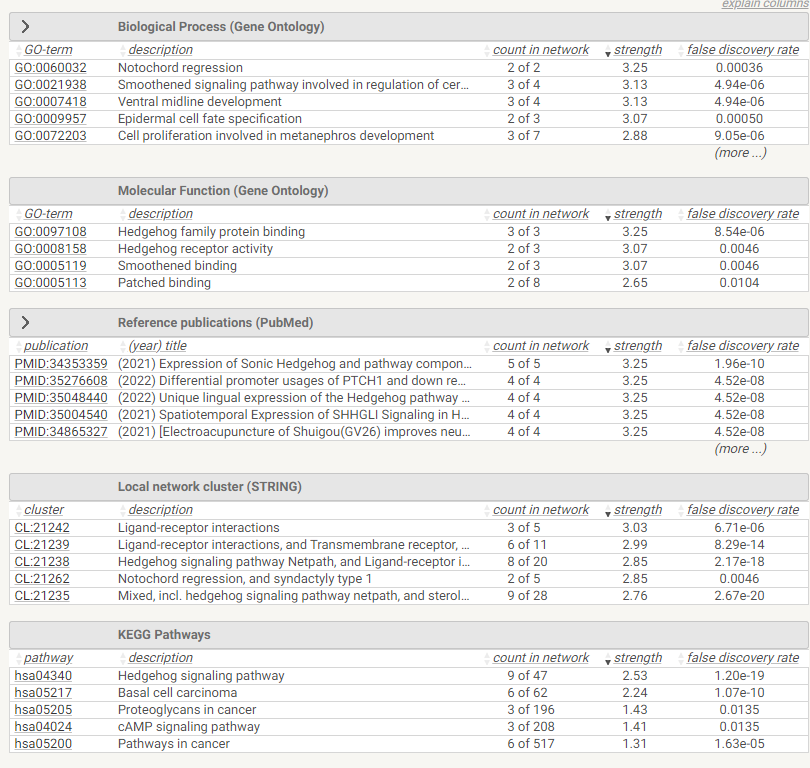 explain columns
Biological Process (Gene Ontology)
GO-term description count in network strength false discovery rate
GO:0060032 Notochord regression 2 of 2 3.25 0.00036
GO:0021938 Smoothened signaling pathway involved in regulation of cer... 3 of 4 3.13 4.94e-06
GO:0007418 Ventral midline development 3 of 4 3.13 4.94e-06
GO:0009957 Epidermal cell fate specification 2 of 3 3.07 0.00050
GO:0072203 Cell proliferation involved in metanephros development 3 of 7 2.88 9.05e-06
(more ...)
Molecular Function (Gene Ontology)
GO-term description count in network strength false discovery rate
GO:0097108 Hedgehog family protein binding 3 of 3 3.25 8.54e-06
GO:0008158 Hedgehog receptor activity 2 of 3 3.07 0.0046
GO:0005119 Smoothened binding 2 of 3 3.07 0.0046
GO:0005113 Patched binding 2 of 8 2.65 0.0104
Reference publications (PubMed)
publication (year) title count in network strength false discovery rate
PMID:34353359 (2021) Expression of Sonic Hedgehog and pathway compon... 5 of 5 3.25 1.96e-10
PMID:35276608 (2022) Differential promoter usages of PTCH1 and down re... 4 of 4 3.25 4.52e-08
PMID:35048440 (2022) Unique lingual expression of the Hedgehog pathway ... 4 of 4 3.25 4.52e-08
PMID:35004540 (2021) Spatiotemporal Expression of SHHGLI Signaling in H... 4 of 4 3.25 4.52e-08
PMID:34865327 (2021) [Electroacupuncture of Shuigou(GV26) improves neu... 4 of 4 3.25 4.52e-08
(more ...)
Local network cluster (STRING)
cluster description count in network strength false discovery rate
CL:21242 Ligand-receptor interactions 3 of 5 3.03 6.71e-06
CL:21239 Ligand-receptor interactions, and Transmembrane receptor, ... 6 of 11 2.99 8.29e-14
CL:21238 Hedgehog signaling pathway Netpath, and Ligand-receptor i... 8 of 20 2.85 2.17e-18
CL:21262 Notochord regression, and syndactyly type 1 2 of 5 2.85 0.0046
CL:21235 Mixed, incl. hedgehog signaling pathway netpath, and sterol... 9 of 28 2.76 2.67e-20
KEGG Pathways
pathway description count in network strength false discovery rate
hsa04340 Hedgehog signaling pathway 9 of 47 2.53 1.20e-19
hsa05217 Basal cell carcinoma 6 of 62 2.24 1.07e-10
hsa05205 Proteoglycans in cancer 3 of 196 1.43 0.0135
hsa04024 cAMP signaling pathway 3 of 208 1.41 0.0135
hsa05200 Pathways in cancer 6 of 517 1.31 1.63e-05